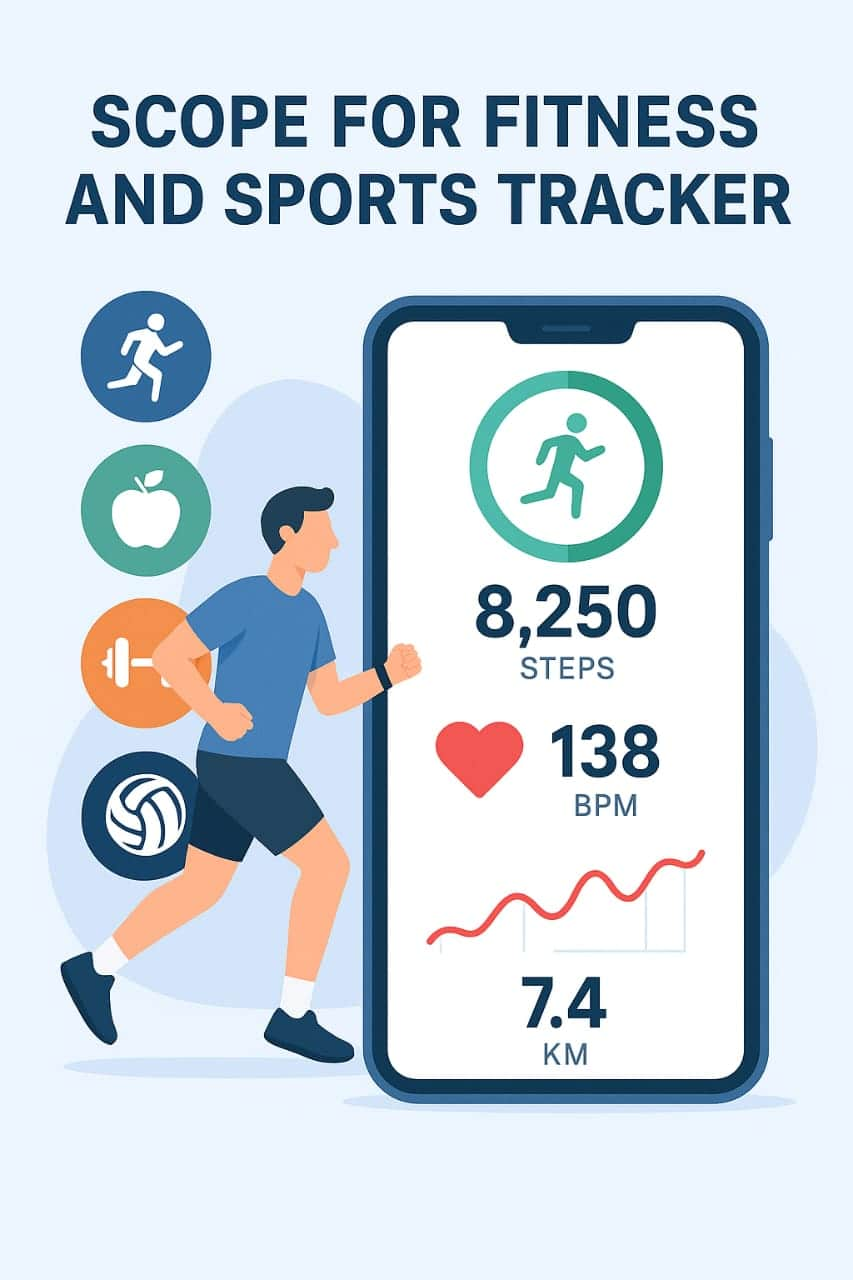 SCOPE FOR FITNESS
AND SPORTS TRACKER
8,250
STEPS
138
BPM
7.4
KM